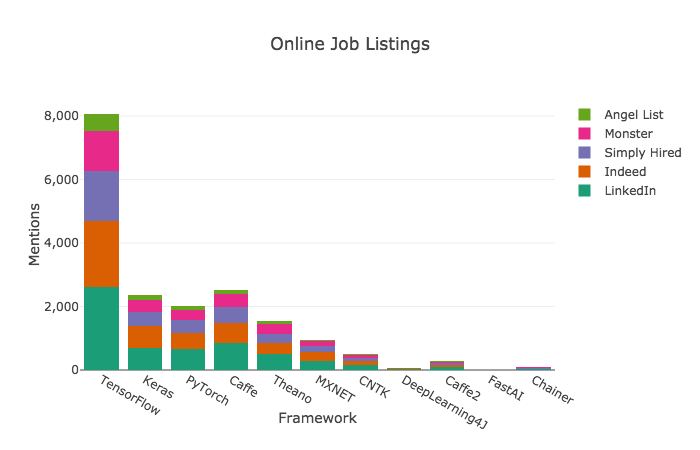 Online Job Listings
8,000
6,000
4,000
2,000
0
Mentions
TensorFlow
Keras
PyTorch
Caffe
Theano
MXNET
CNTK
DeepLearning4J
Caffe2
FastAI
Chainer
Framework
Angel List
Monster
Simply Hired
Indeed
LinkedIn